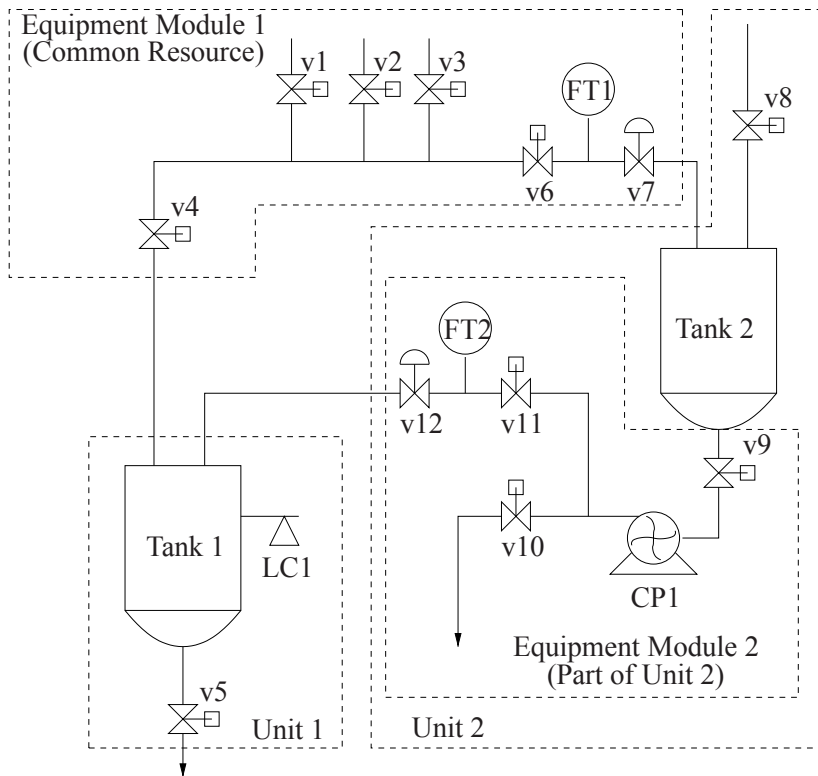 Equipment Module 1
(Common Resource)
v1
v2
v3
FT1
v8
v6
v7
v4
FT2
Tank 2
v12
v11
v9
Tank 1
LC1
v10
CP1
Equipment Module 2
(Part of Unit 2)
v5
Unit 1
Unit 2